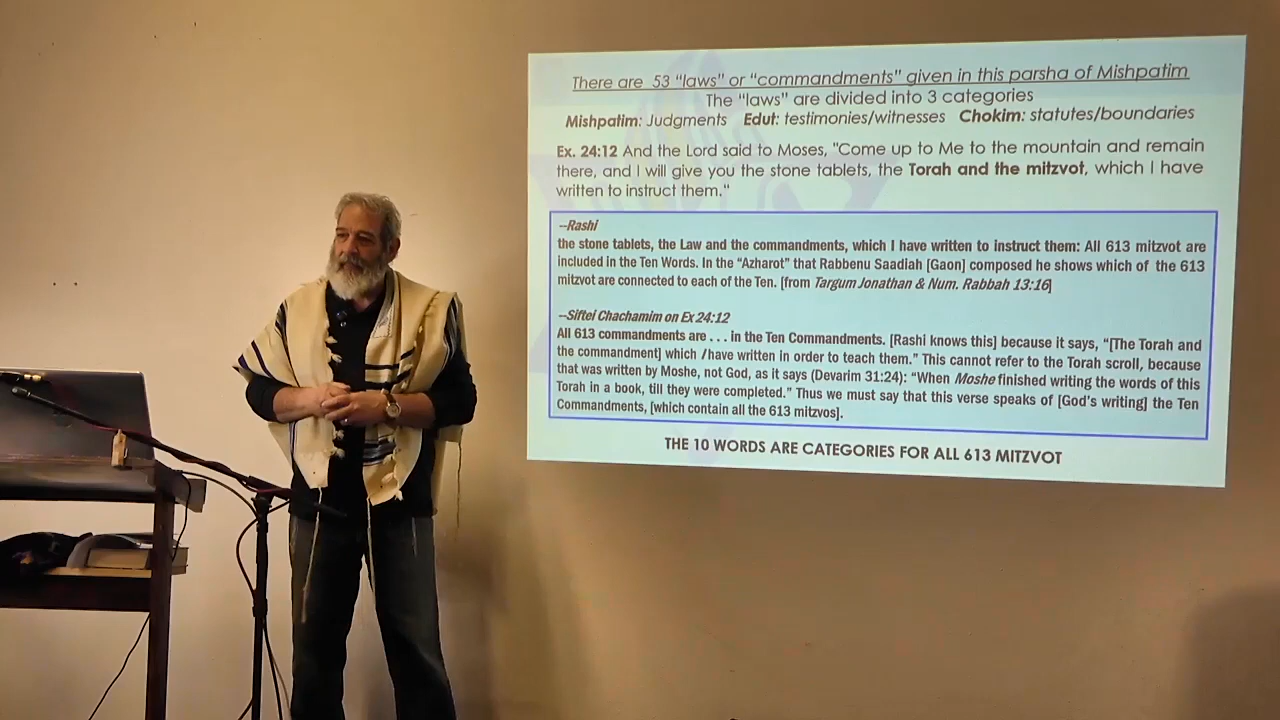 There are 53 “laws” or “commandments” given in this parsha of Mishpatim
The “laws” are divided into 3 categories
Mishpatim: Judgments Edut: testimonies/witnesses Chokim: statutes/boundaries
Ex. 24:12 And the Lord said to Moses, "Come up to Me to the mountain and remain
there, and I will give you the stone tablets, the Torah and the mitzvot, which I have
written to instruct them."
--Rashi
the stone tablets, the Law and the commandments, which I have written to instruct them: All 613 mitzvot are
included in the Ten Words. In the “Azharot” that Rabbenu Saadiah [Gaon] composed he shows which of the 613
mitzvot are connected to each of the Ten. [from Targum Jonathan & Num. Rabbah 13:16]
--Siftei Chachamim on Ex 24:12
All 613 commandments are . . . in the Ten Commandments. [Rashi knows this] because it says, “[The Torah and
the commandment] which I have written in order to teach them.” This cannot refer to the Torah scroll, because
that was written by Moshe, not God, as it says (Devarim 31:24): “When Moshe finished writing the words of this
Torah in a book, till they were completed.” Thus we must say that this verse speaks of [God’s writing] the Ten
Commandments, [which contain all the 613 mitzvos].
THE 10 WORDS ARE CATEGORIES FOR ALL 613 MITZVOT